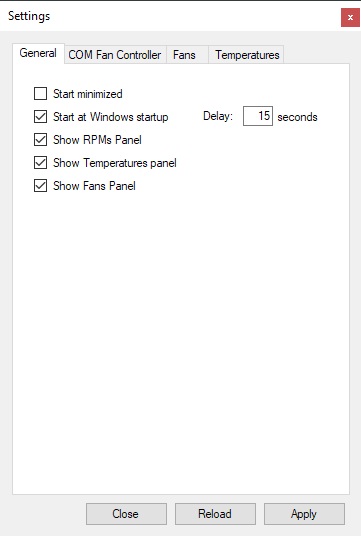 Settings
x
General COM Fan Controller Fans Temperatures
Start minimized
Start at Windows startup Delay: 15 seconds
Show RPMs Panel
Show Temperatures panel
Show Fans Panel
Close Reload Apply